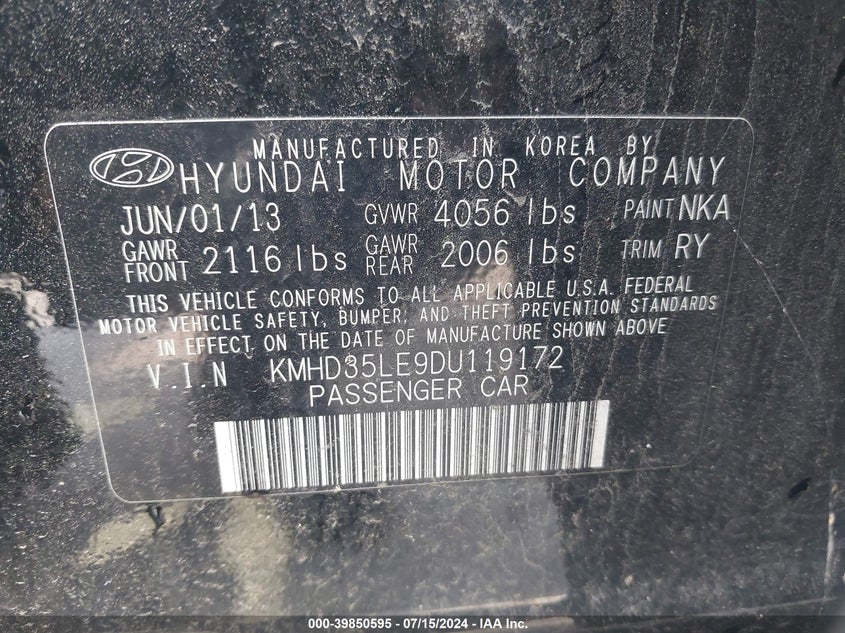 MANUFACTURED IN KOREA BY
HYUNDAI MOTOR COMPANY
JUN/01/13 GVWR 4056 lbs PAINT NKA
GAWR FRONT 2116 lbs GAWR REAR 2006 lbs TRIM RY
THIS VEHICLE CONFORMS TO ALL APPLICABLE U.S.A. FEDERAL
MOTOR VEHICLE SAFETY, BUMPER, AND THEFT PREVENTION STANDARDS
IN EFFECT ON THE DATE OF MANUFACTURE SHOWN ABOVE
V.I.N KMHD35LE9DU119172
PASSENGER CAR
000-39850595 - 07/15/2024 - IAA Inc.